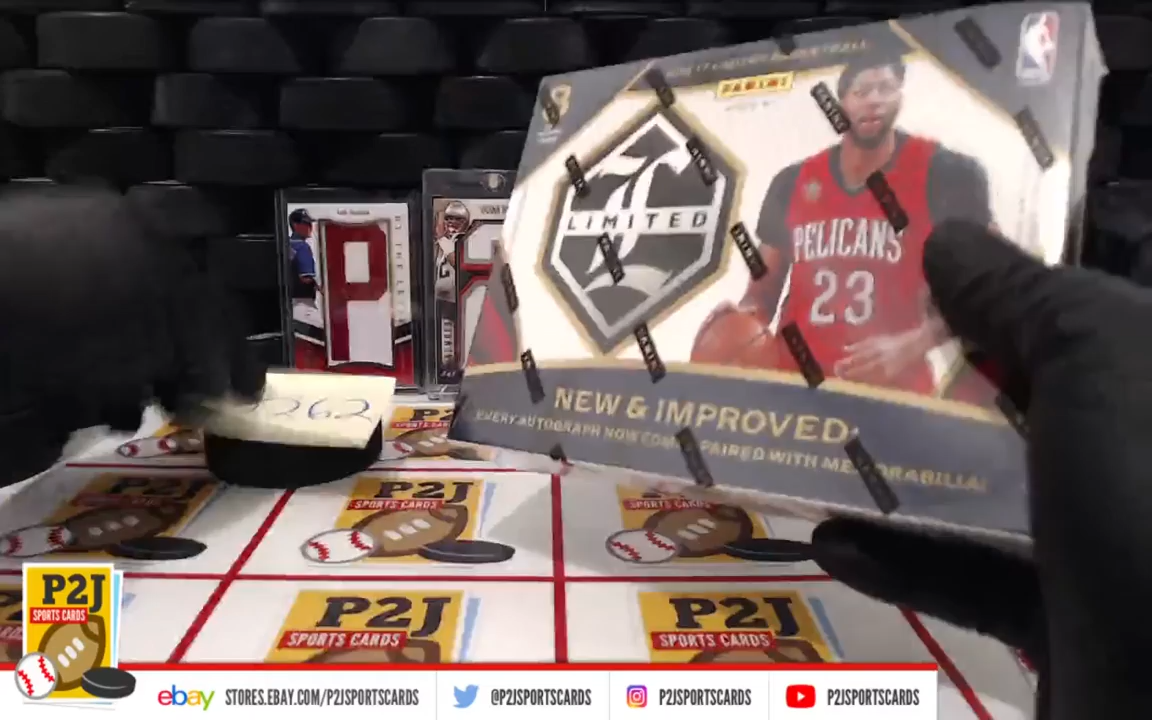 PANINI
LIMITED
PELICANS
23
NEW & IMPROVED:
EVERY AUTOGRAPH NOW COMES PAIRED WITH MEMORABILIA!
P
262
P2J
SPORTS CARDS
P2J
SPORTS CARDS
P2J
SPORTS CARDS
P2J
SPORTS CARDS
P2J
SPORTS CARDS
ebay STORES.EBAY.COM/P2JSPORTSCARDS @P2JSPORTSCARDS P2JSPORTSCARDS P2JSPORTSCARDS